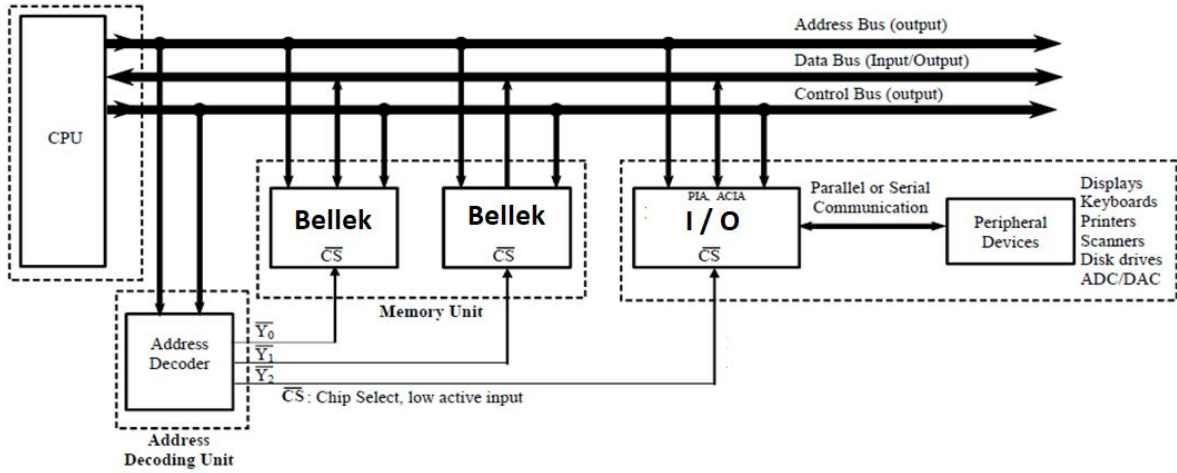 Address Bus (output)
Data Bus (Input/Output)
Control Bus (output)
CPU
PIA, ACIA
Bellek
Bellek
I / O
CS
CS
CS
Parallel or Serial
Communication
Peripheral
Devices
Displays
Keyboards
Printers
Scanners
Disk drives
ADC/DAC
Memory Unit
Address
Decoder
Y0
Y1
Y2
CS : Chip Select, low active input
Address
Decoding Unit